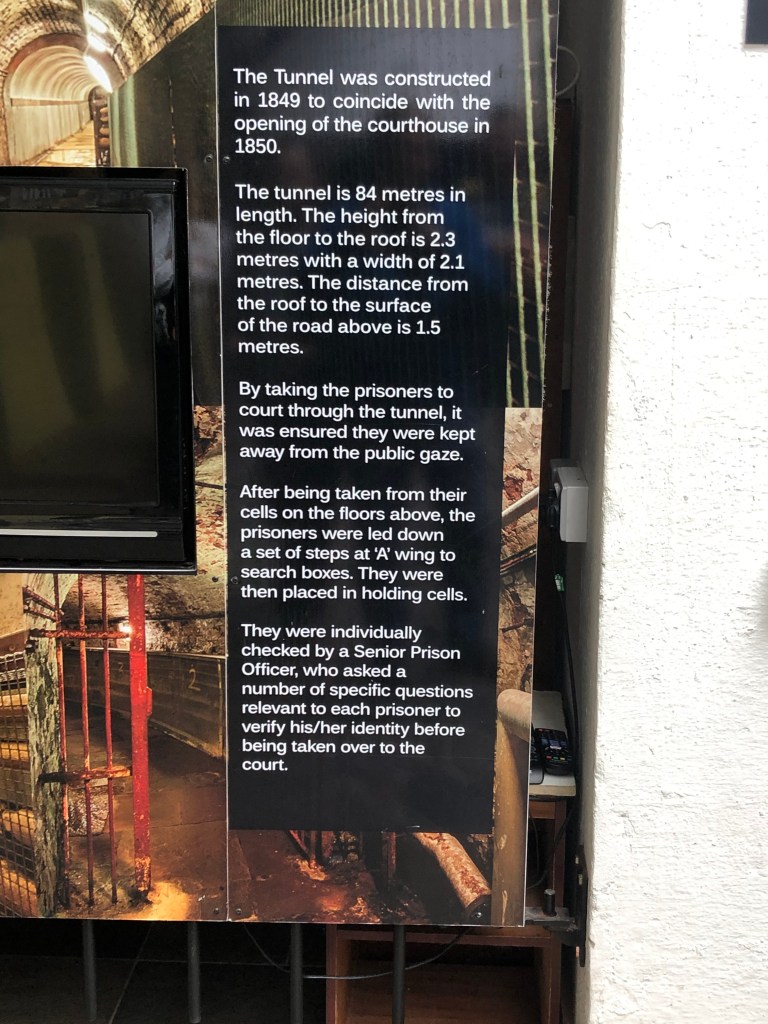 The Tunnel was constructed
in 1849 to coincide with the
opening of the courthouse in
1850.
The tunnel is 84 metres in
length. The height from
the floor to the roof is 2.3
metres with a width of 2.1
metres. The distance from
the roof to the surface
of the road above is 1.5
metres.
By taking the prisoners to
court through the tunnel, it
was ensured they were kept
away from the public gaze.
After being taken from their
cells on the floors above, the
prisoners were led down
a set of steps at ‘A’ wing to
search boxes. They were
then placed in holding cells.
They were individually
checked by a Senior Prison
Officer, who asked a
number of specific questions
relevant to each prisoner to
verify his/her identity before
being taken over to the
court.
2